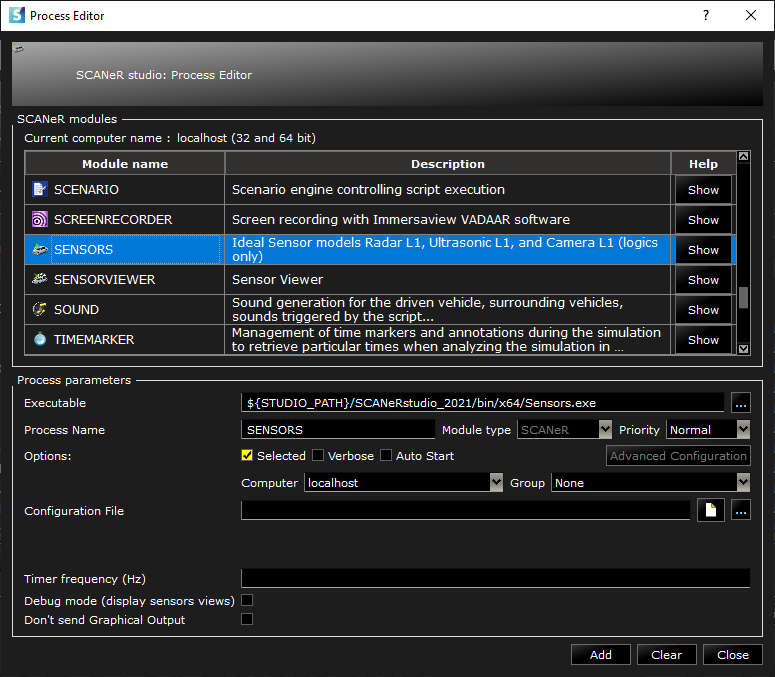 Process Editor
?
SCANeR studio: Process Editor
SCANeR modules
Current computer name : localhost (32 and 64 bit)
Module name Description Help
SCENARIO Scenario engine controlling script execution Show
SCREENRECORDER Screen recording with Immersaview VADAAR software Show
SENSORS Ideal Sensor models Radar L1, Ultrasonic L1, and Camera L1 (logics
only) Show
SENSORVIEWER Sensor Viewer Show
SOUND Sound generation for the driven vehicle, surrounding vehicles,
sounds triggered by the script... Show
TIMEMARKER Management of time markers and annotations during the simulation
to retrieve particular times when analyzing the simulation in ... Show
Process parameters
Executable ${STUDIO_PATH}/SCANeRstudio_2021/bin/x64/Sensors.exe ...
Process Name SENSORS Module type SCANeR Priority Normal
Options: Selected Verbose Auto Start Advanced Configuration
Computer localhost Group None
Configuration File ...
Timer frequency (Hz)
Debug mode (display sensors views)
Don't send Graphical Output
Add Clear Close